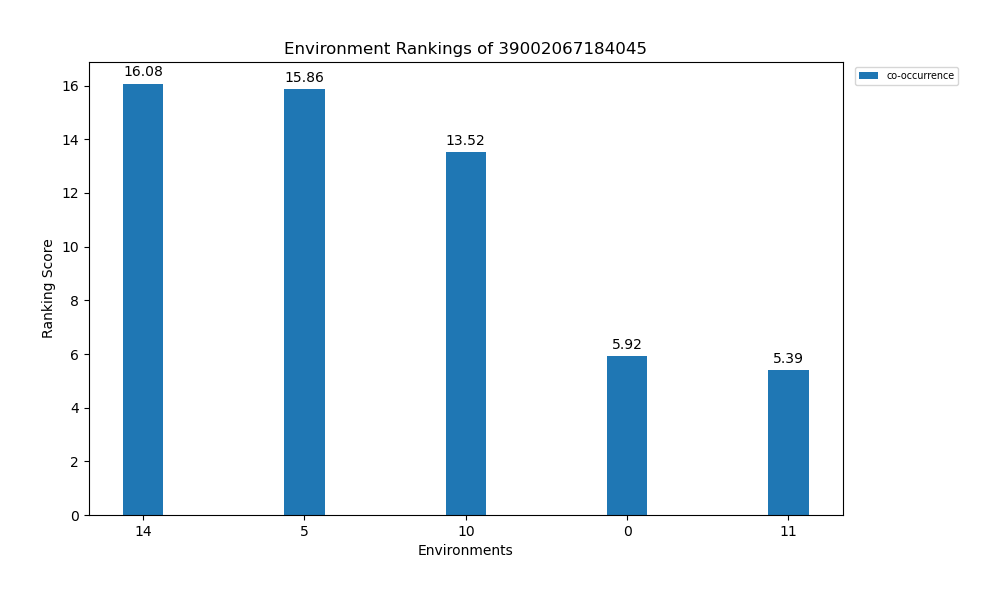 Environment Rankings of 39002067184045
co-occurrence
16.08
15.86
13.52
5.92
5.39
16
14
12
10
8
6
4
2
0
Ranking Score
14 5 10 0 11
Environments